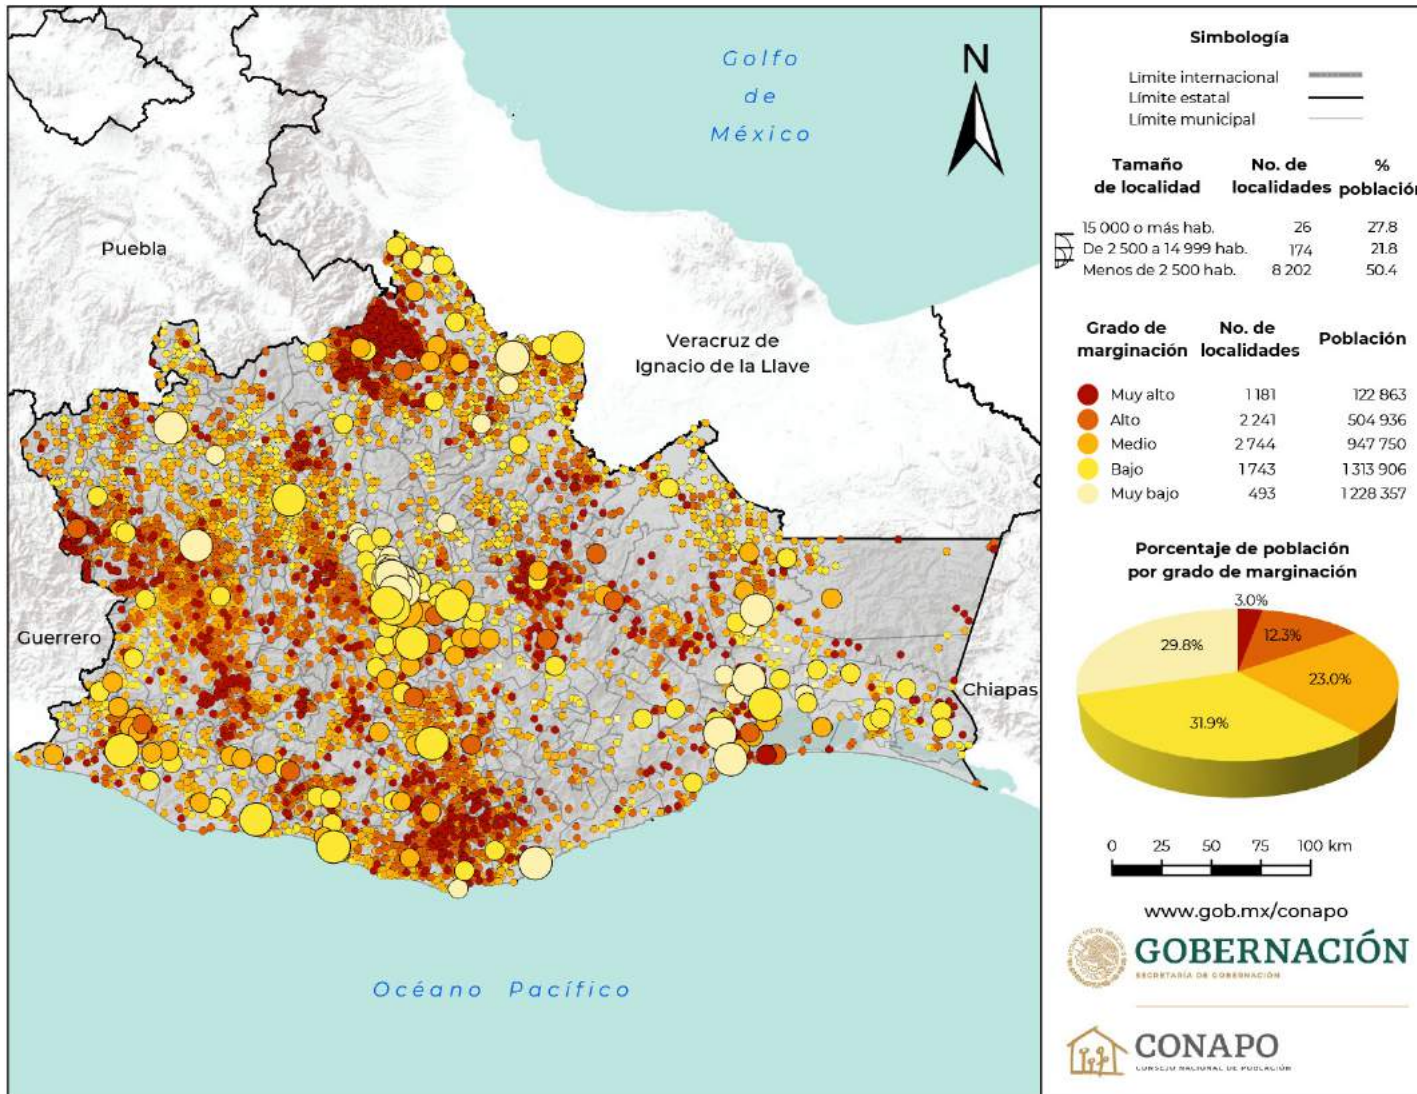 Golfo
de
México
N
Puebla
Veracruz de
Ignacio de la Llave
Guerrero
Chiapas
Océano Pacífico
Simbología
Límite internacional
Límite estatal
Límite municipal
Tamaño de localidad No. de localidades % población
15 000 o más hab. 26 27.8
De 2 500 a 14 999 hab. 174 21.8
Menos de 2 500 hab. 8 202 50.4
Grado de marginación No. de localidades Población
Muy alto 1 181 122 863
Alto 2 241 504 936
Medio 2 744 947 750
Bajo 1 743 1 313 906
Muy bajo 493 1 228 357
Porcentaje de población
por grado de marginación
3.0%
12.3%
29.8%
23.0%
31.9%
0 25 50 75 100 km
www.gob.mx/conapo
GOBERNACIÓN
SECRETARÍA DE GOBERNACIÓN
CONAPO
CONSEJO NACIONAL DE POBLACIÓN